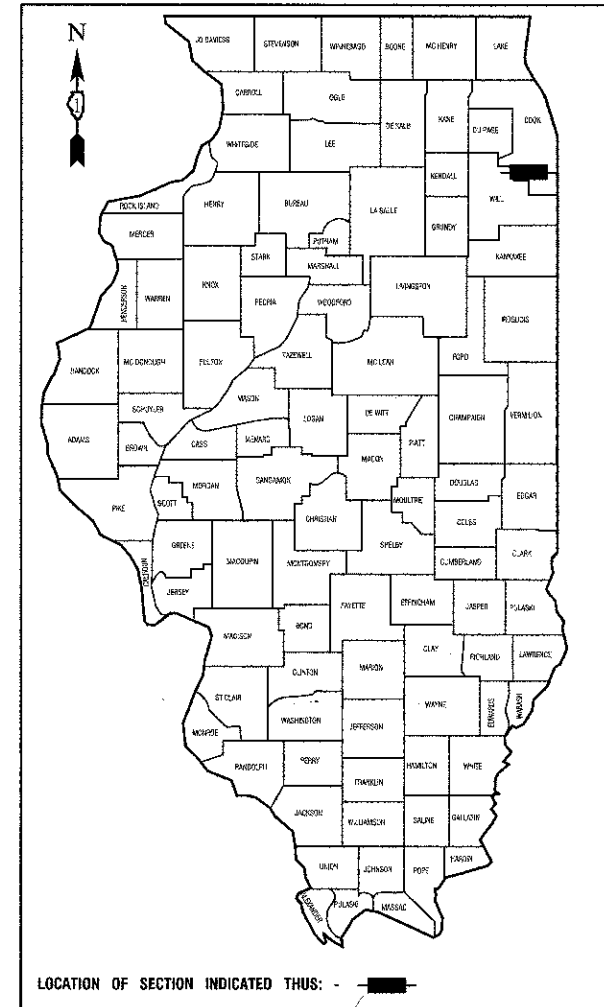 N
JO DAVIESS STEVENSON WINNEBAGO BOONE MC HENRY LAKE
CARROLL OGLE DE KALB KANE DU PAGE COOK
WHITESIDE LEE KENDALL WILL
ROCK ISLAND HENRY BUREAU LA SALLE GRUNDY
MERCER PUTNAM KANKAKEE
STARK MARSHALL
HENDERSON WARREN KNOX PEORIA WOODFORD LIVINGSTON IROQUOIS
HANCOCK MC DONOUGH FULTON TAZEWELL MC LEAN FORD
SCHUYLER MASON LOGAN DE WITT CHAMPAIGN VERMILION
ADAMS BROWN CASS MENARD MACON PIATT
MORGAN SANGAMON DOUGLAS EDGAR
PIKE SCOTT CHRISTIAN MOULTRIE COLES
GREENE MACOUPIN MONTGOMERY SHELBY CUMBERLAND CLARK
CALHOUN JERSEY FAYETTE EFFINGHAM JASPER
MADISON BOND CLAY RICHLAND LAWRENCE
CLINTON MARION
ST CLAIR WASHINGTON JEFFERSON WAYNE EDWARDS WABASH
MONROE
RANDOLPH PERRY FRANKLIN HAMILTON WHITE
JACKSON WILLIAMSON SALINE GALLATIN
UNION JOHNSON POPE HARDIN
ALEXANDER PULASKI MASSAC
LOCATION OF SECTION INDICATED THUS: -